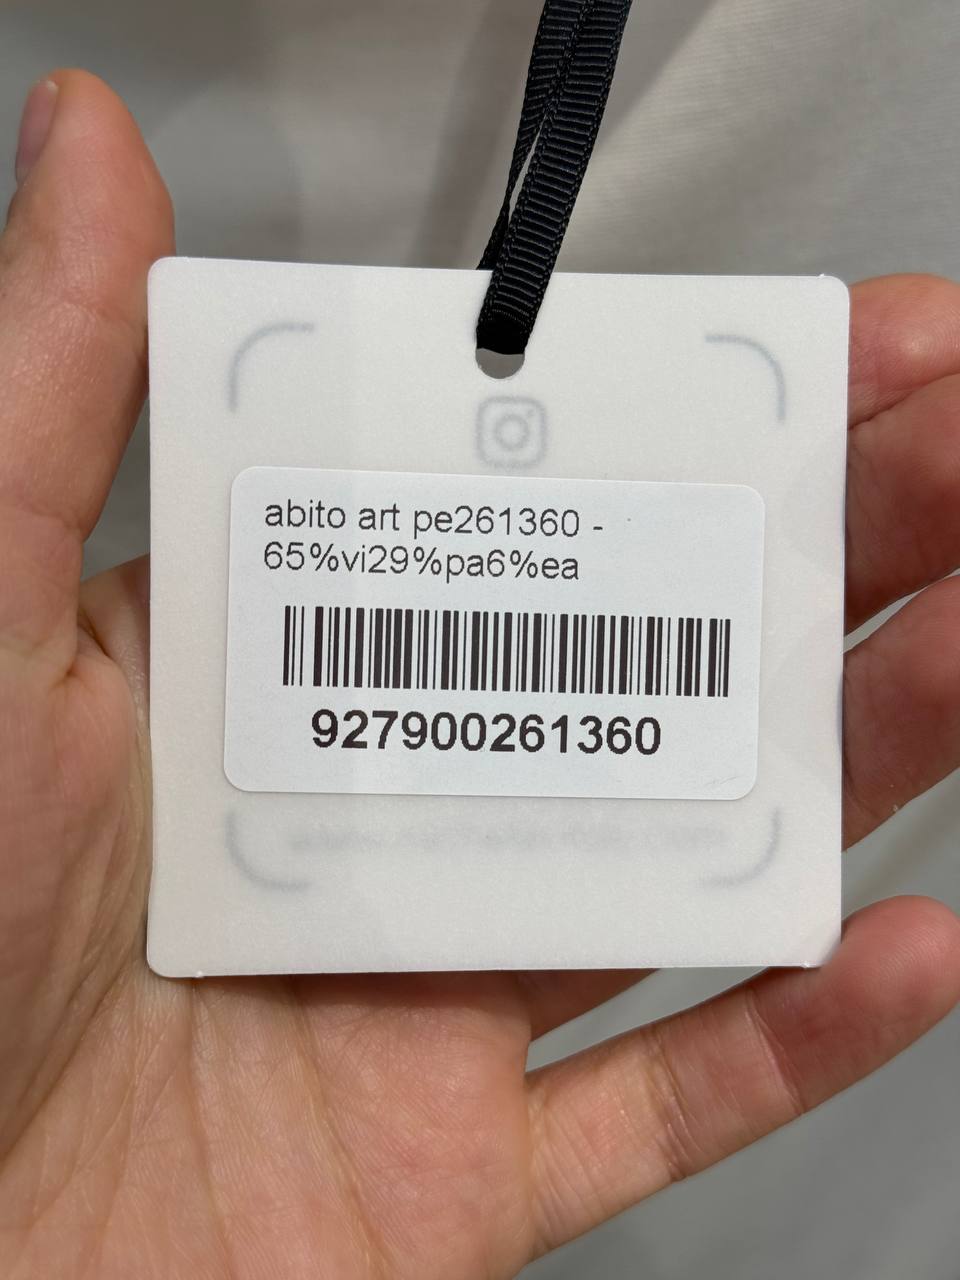 abito art pe261360 -
65%vi29%pa6%ea
927900261360